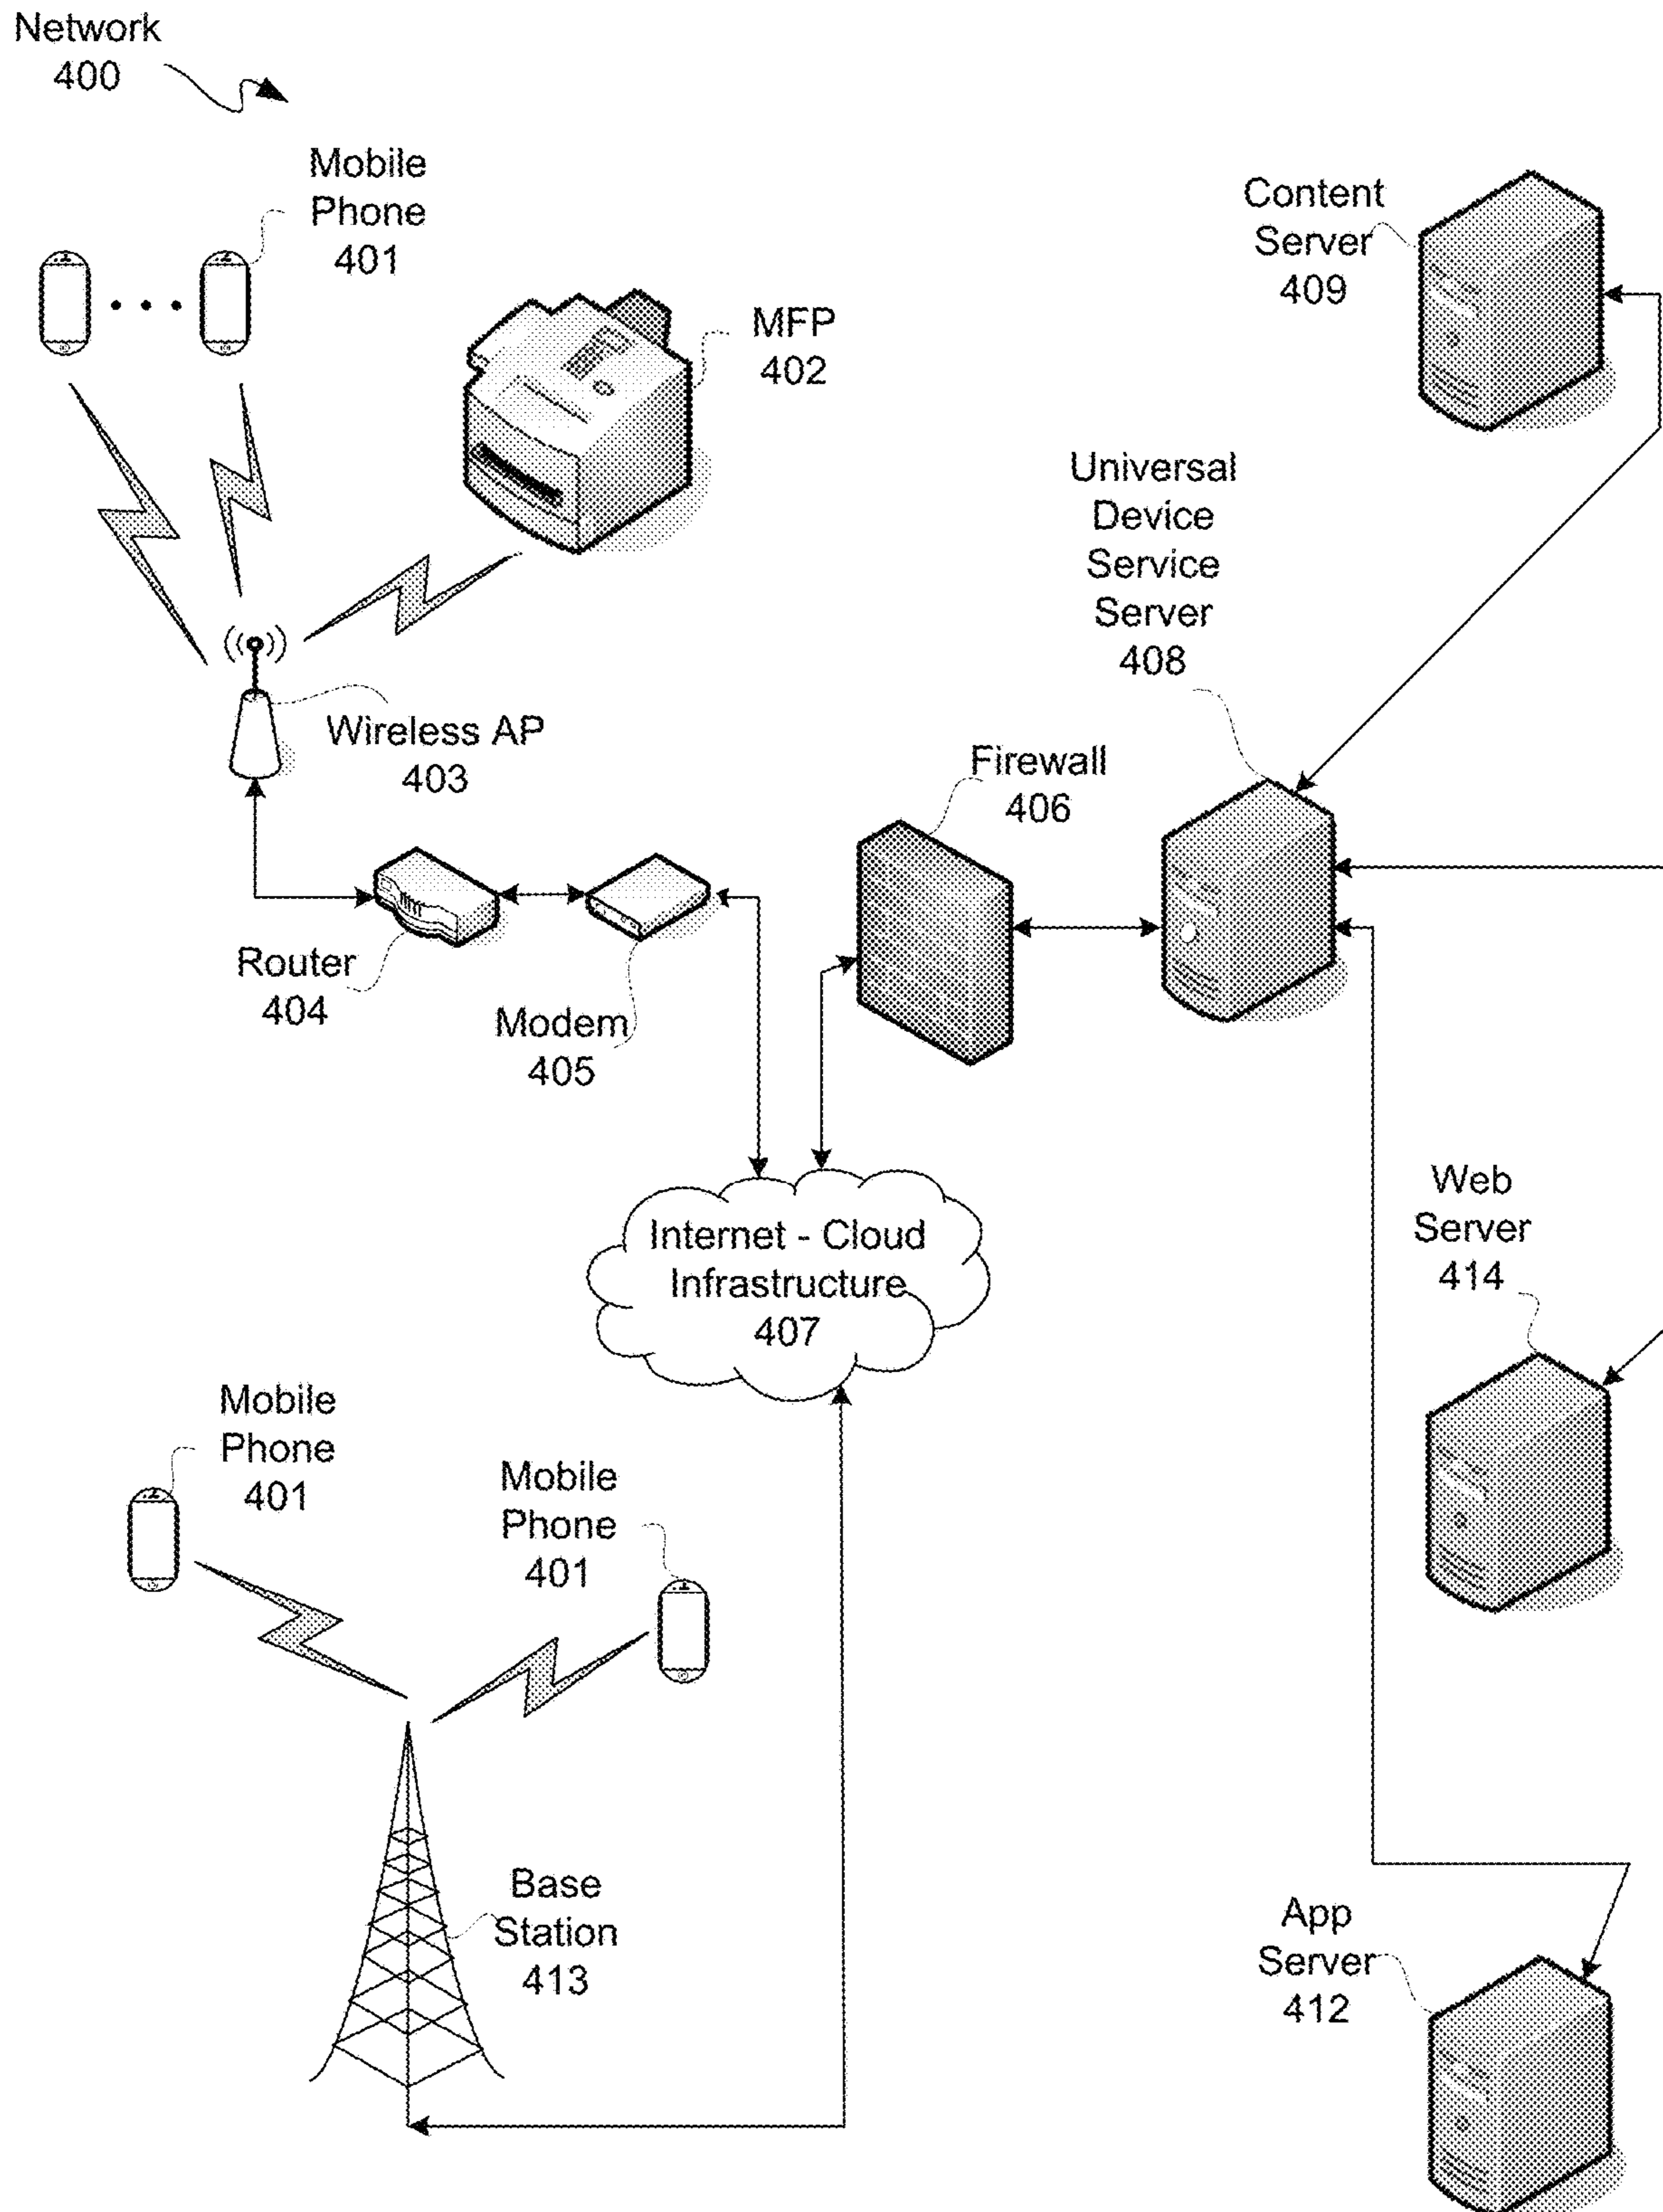 Network
400
Mobile
Phone
401
MFP
402
Content
Server
409
Universal
Device
Service
Server
408
Wireless AP
403
Firewall
406
Router
404
Modem
405
Internet - Cloud
Infrastructure
407
Web
Server
414
Mobile
Phone
401
Mobile
Phone
401
Base
Station
413
App
Server
412